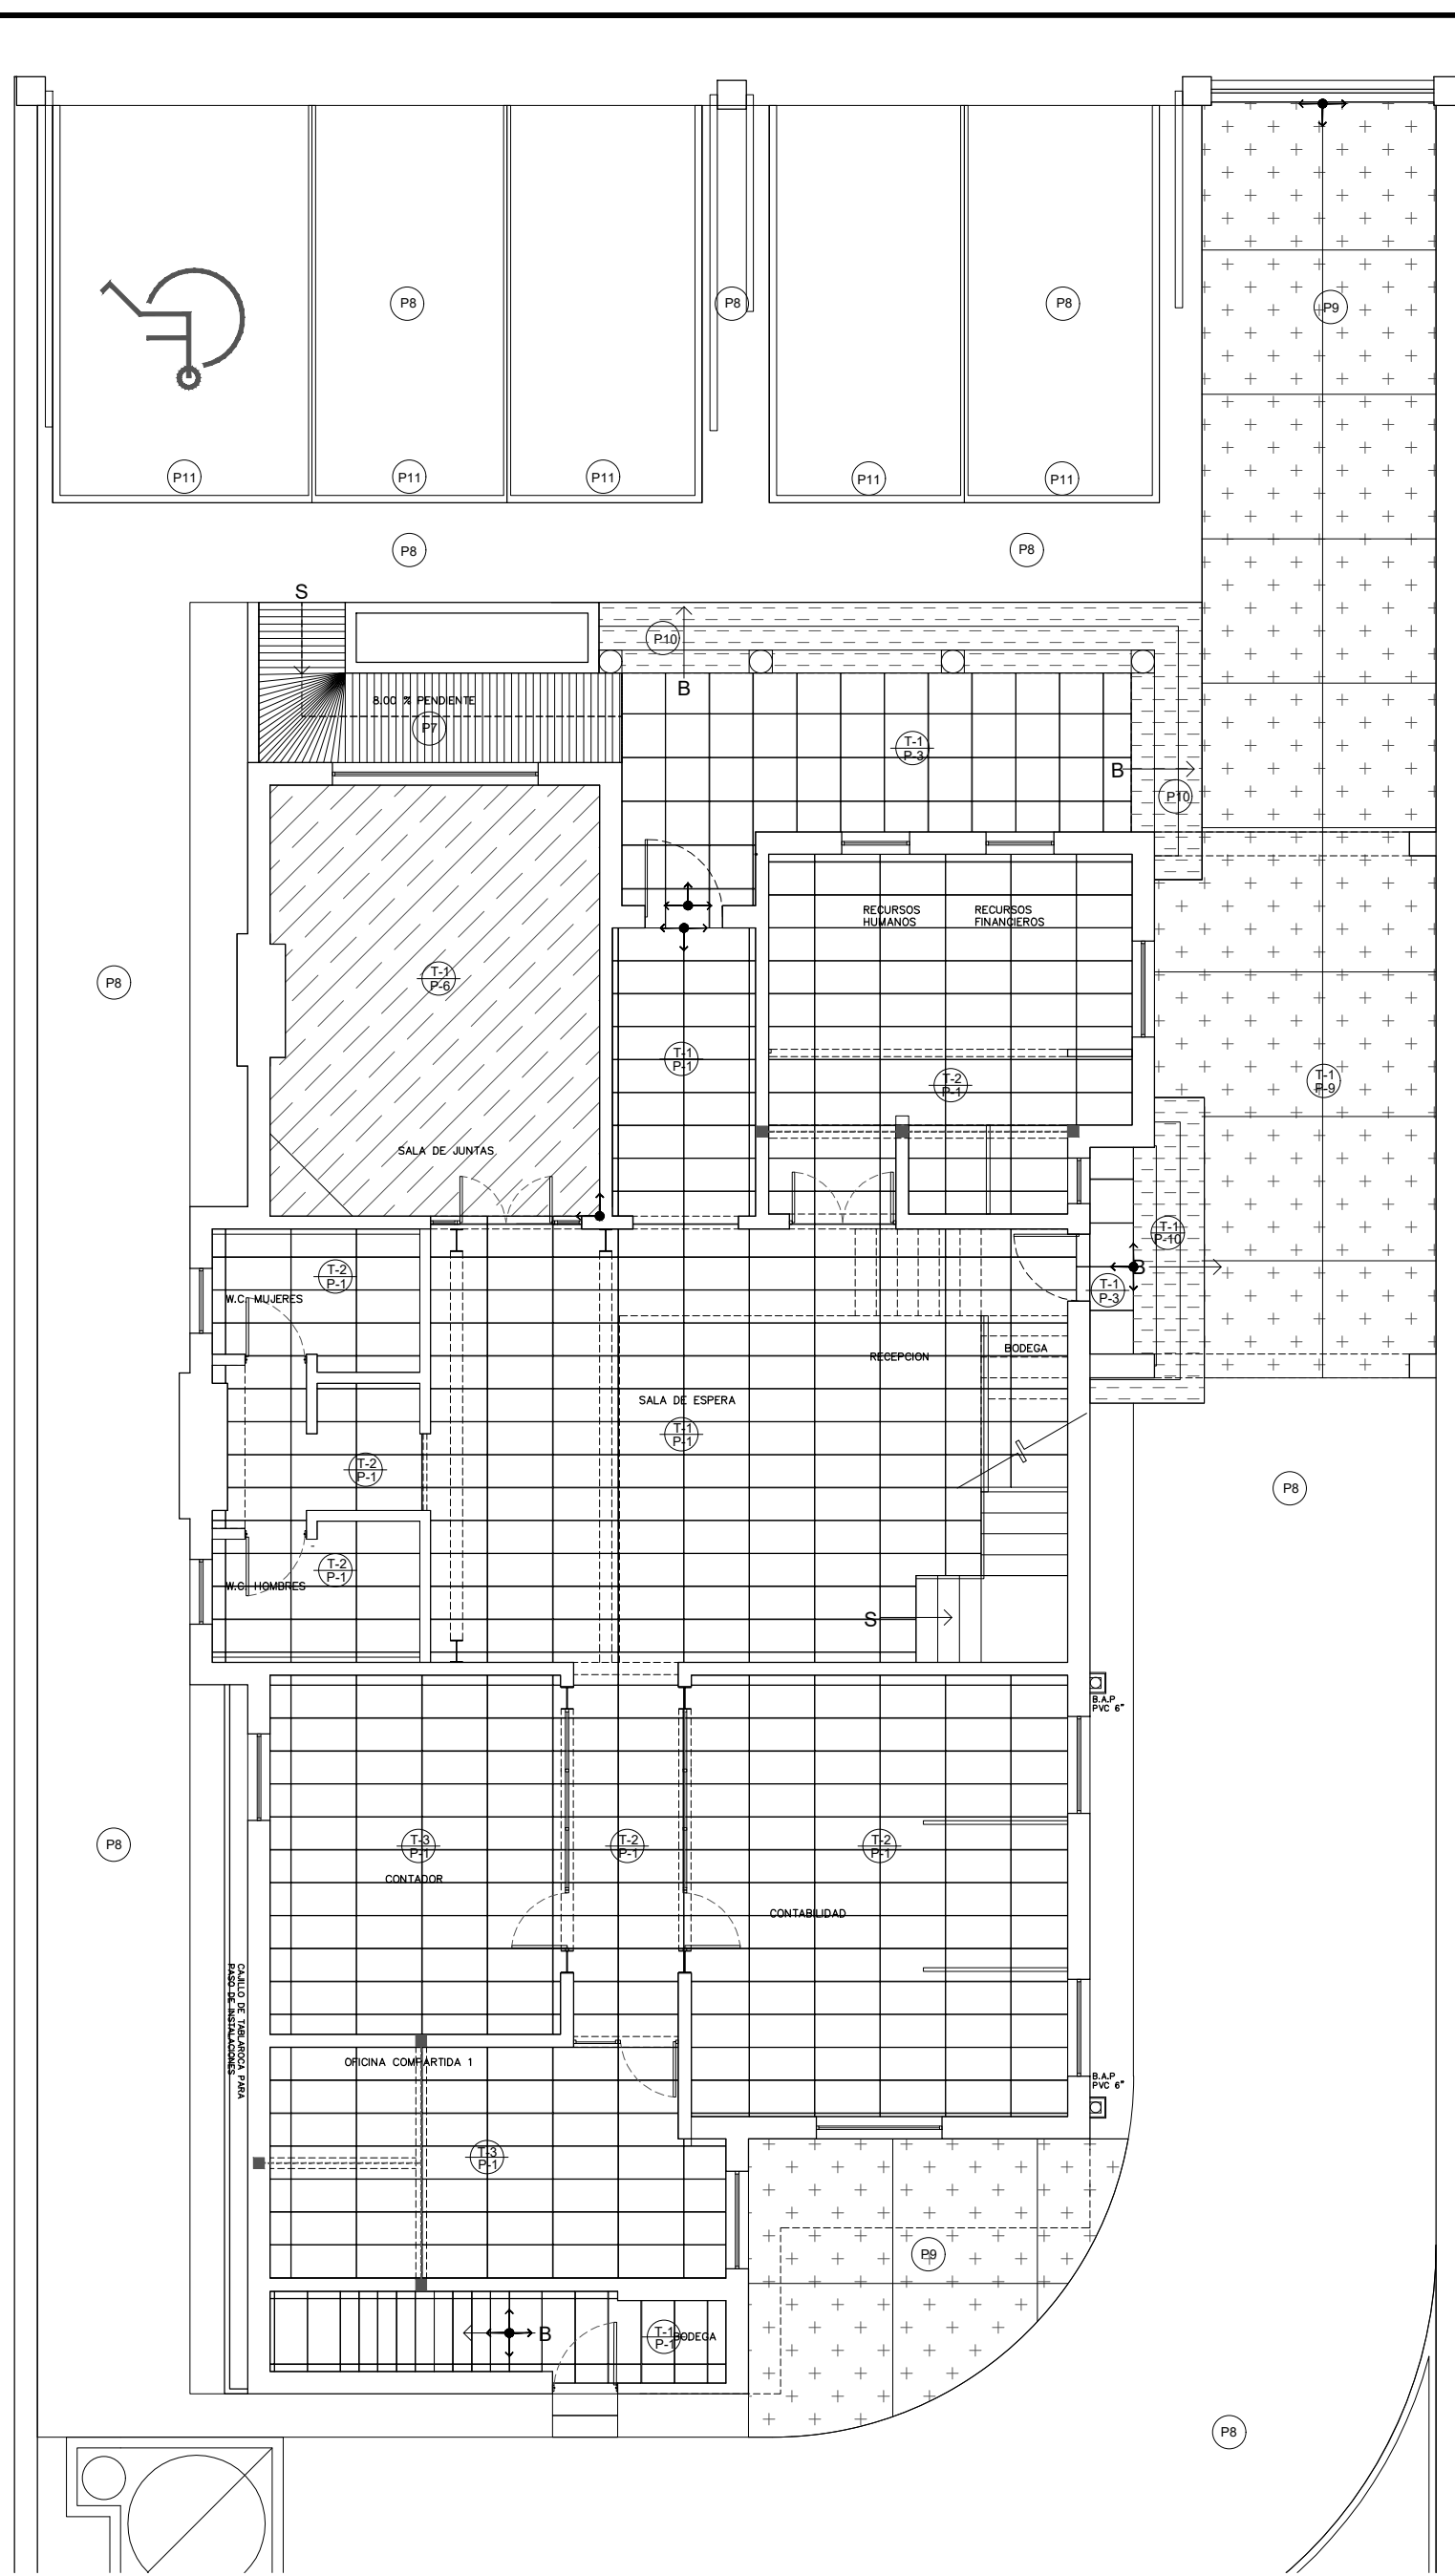 P8
P8
P8
P9
P11
P11
P11
P11
P11
P8
P8
S
P10
8.00 % PENDIENTE
P7
B
T-1
P-3
B
P10
RECURSOS
HUMANOS
RECURSOS
FINANCIEROS
P8
T-1
P-6
T-1
P-1
T-2
P-1
T-1
P-9
SALA DE JUNTAS
T-1
P-10
B
T-2
P-1
T-1
P-3
W.C. MUJERES
RECEPCION
BODEGA
SALA DE ESPERA
T-1
P-1
T-2
P-1
P8
T-2
P-1
W.C. HOMBRES
S
B.A.P
PVC 6"
P8
T-3
P-1
T-2
P-1
T-2
P-1
CONTADOR
CONTABILIDAD
CAJILLO DE TABLAROCA PARA
PASO DE INSTALACIONES
OFICINA COMPARTIDA 1
B.A.P
PVC 6"
T-3
P-1
P9
B
T-1
P-1
BODEGA
P8